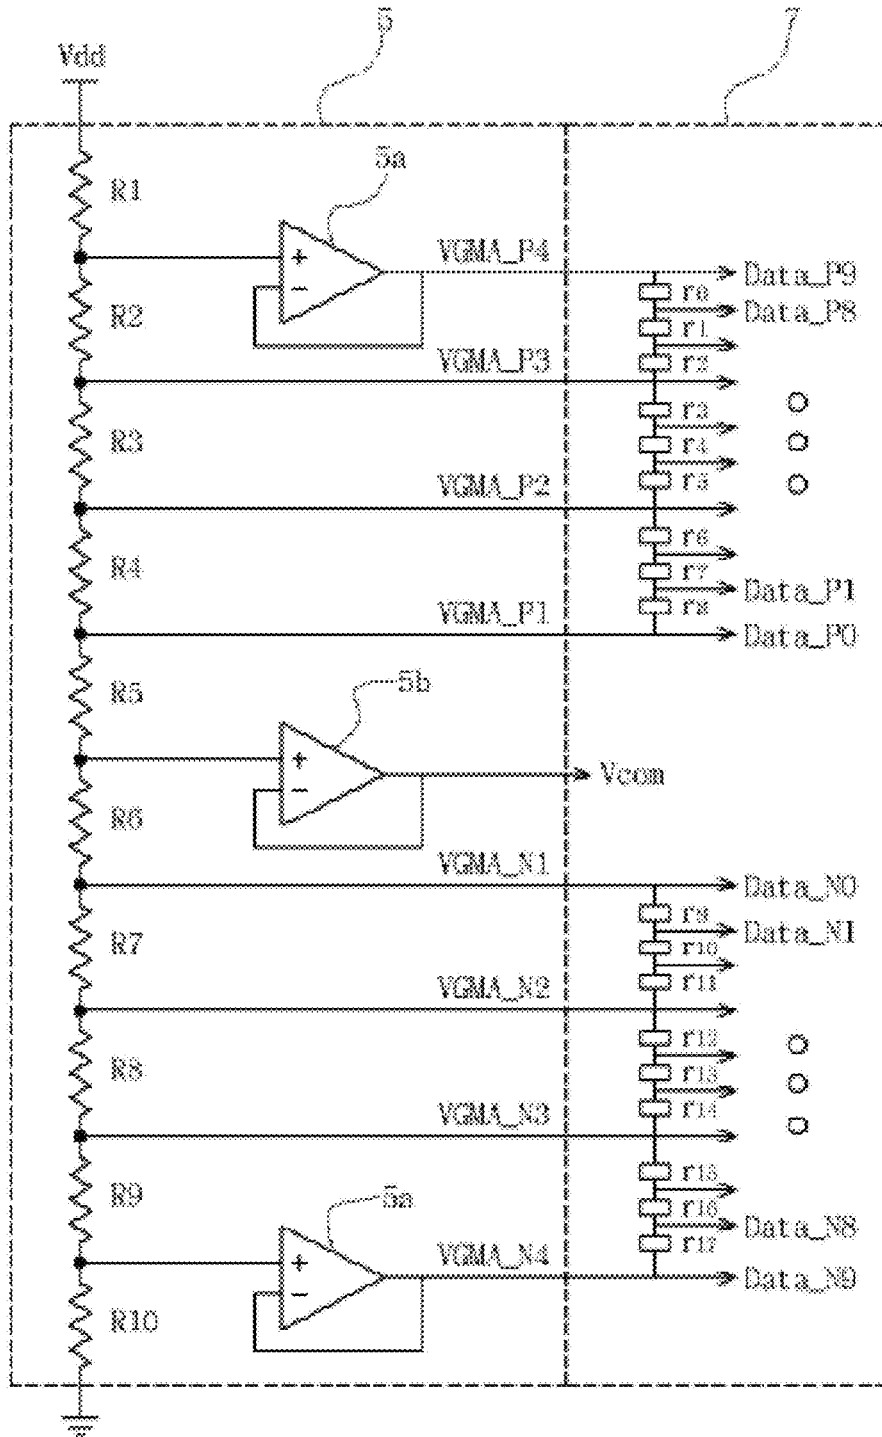 5 7
Vdd
5a
R1
+
−
VGMA_P4
Data_P9
r0
Data_P8
R2
r1
VGMA_P3
r2
R3
r3
r4
VGMA_P2
r5
R4
r6
r7
Data_P1
VGMA_P1
r8
Data_P0
R5
5b
+
−
Vcom
R6
VGMA_N1
Data_N0
r9
Data_N1
R7
r10
r11
VGMA_N2
r12
R8
r13
r14
VGMA_N3
r15
R9
5a
r16
Data_N8
r17
VGMA_N4
+
−
Data_N9
R10